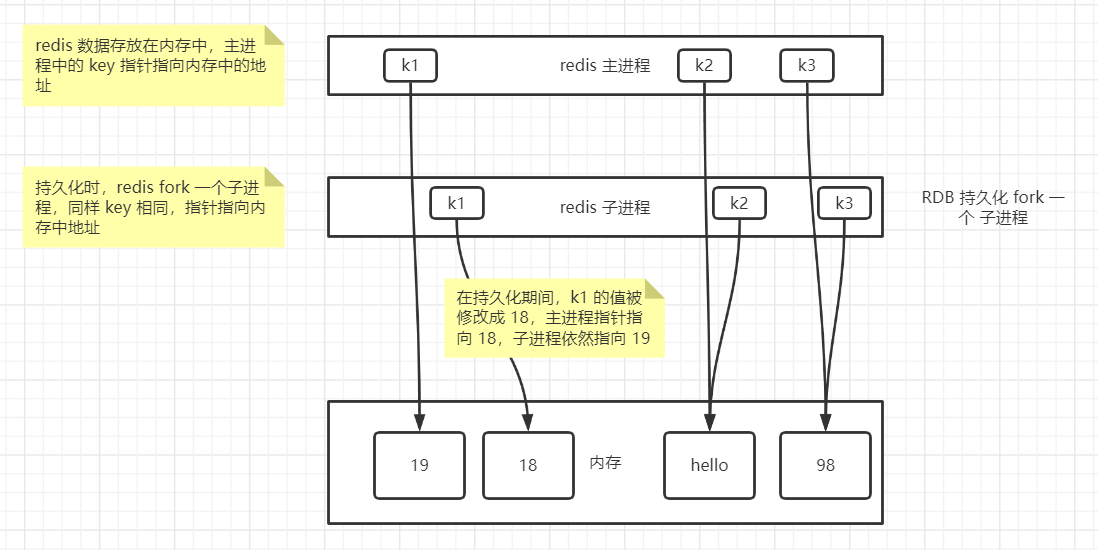 redis 数据存放在内存中，主进
程中的 key 指针指向内存中的地
址
k1
redis 主进程
k2
k3
持久化时，redis fork 一个子进
程，同样 key 相同，指针指向内
存中地址
k1
redis 子进程
k2
k3
RDB 持久化 fork 一
个 子进程
在持久化期间，k1 的值被
修改成 18，主进程指针指
向 18，子进程依然指向 19
19
18
内存
hello
98